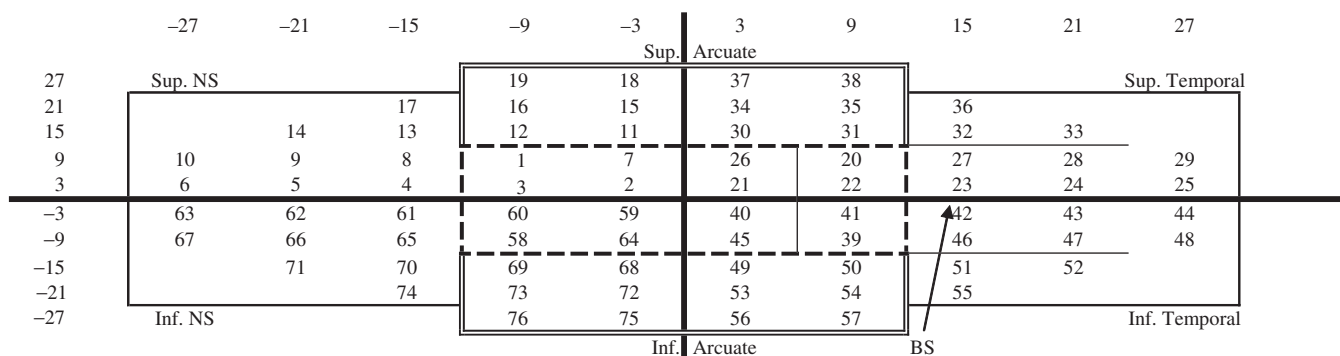 –27 –21 –15 –9 –3 3 9 15 21 27
Sup. Arcuate
27 Sup. NS 19 18 37 38 Sup. Temporal
21 17 16 15 34 35 36
15 14 13 12 11 30 31 32 33
9 10 9 8 1 7 26 20 27 28 29
3 6 5 4 3 2 21 22 23 24 25
–3 63 62 61 60 59 40 41 42 43 44
–9 67 66 65 58 64 45 39 46 47 48
–15 71 70 69 68 49 50 51 52
–21 74 73 72 53 54 55
–27 Inf. NS 76 75 56 57 Inf. Temporal
Inf. Arcuate BS